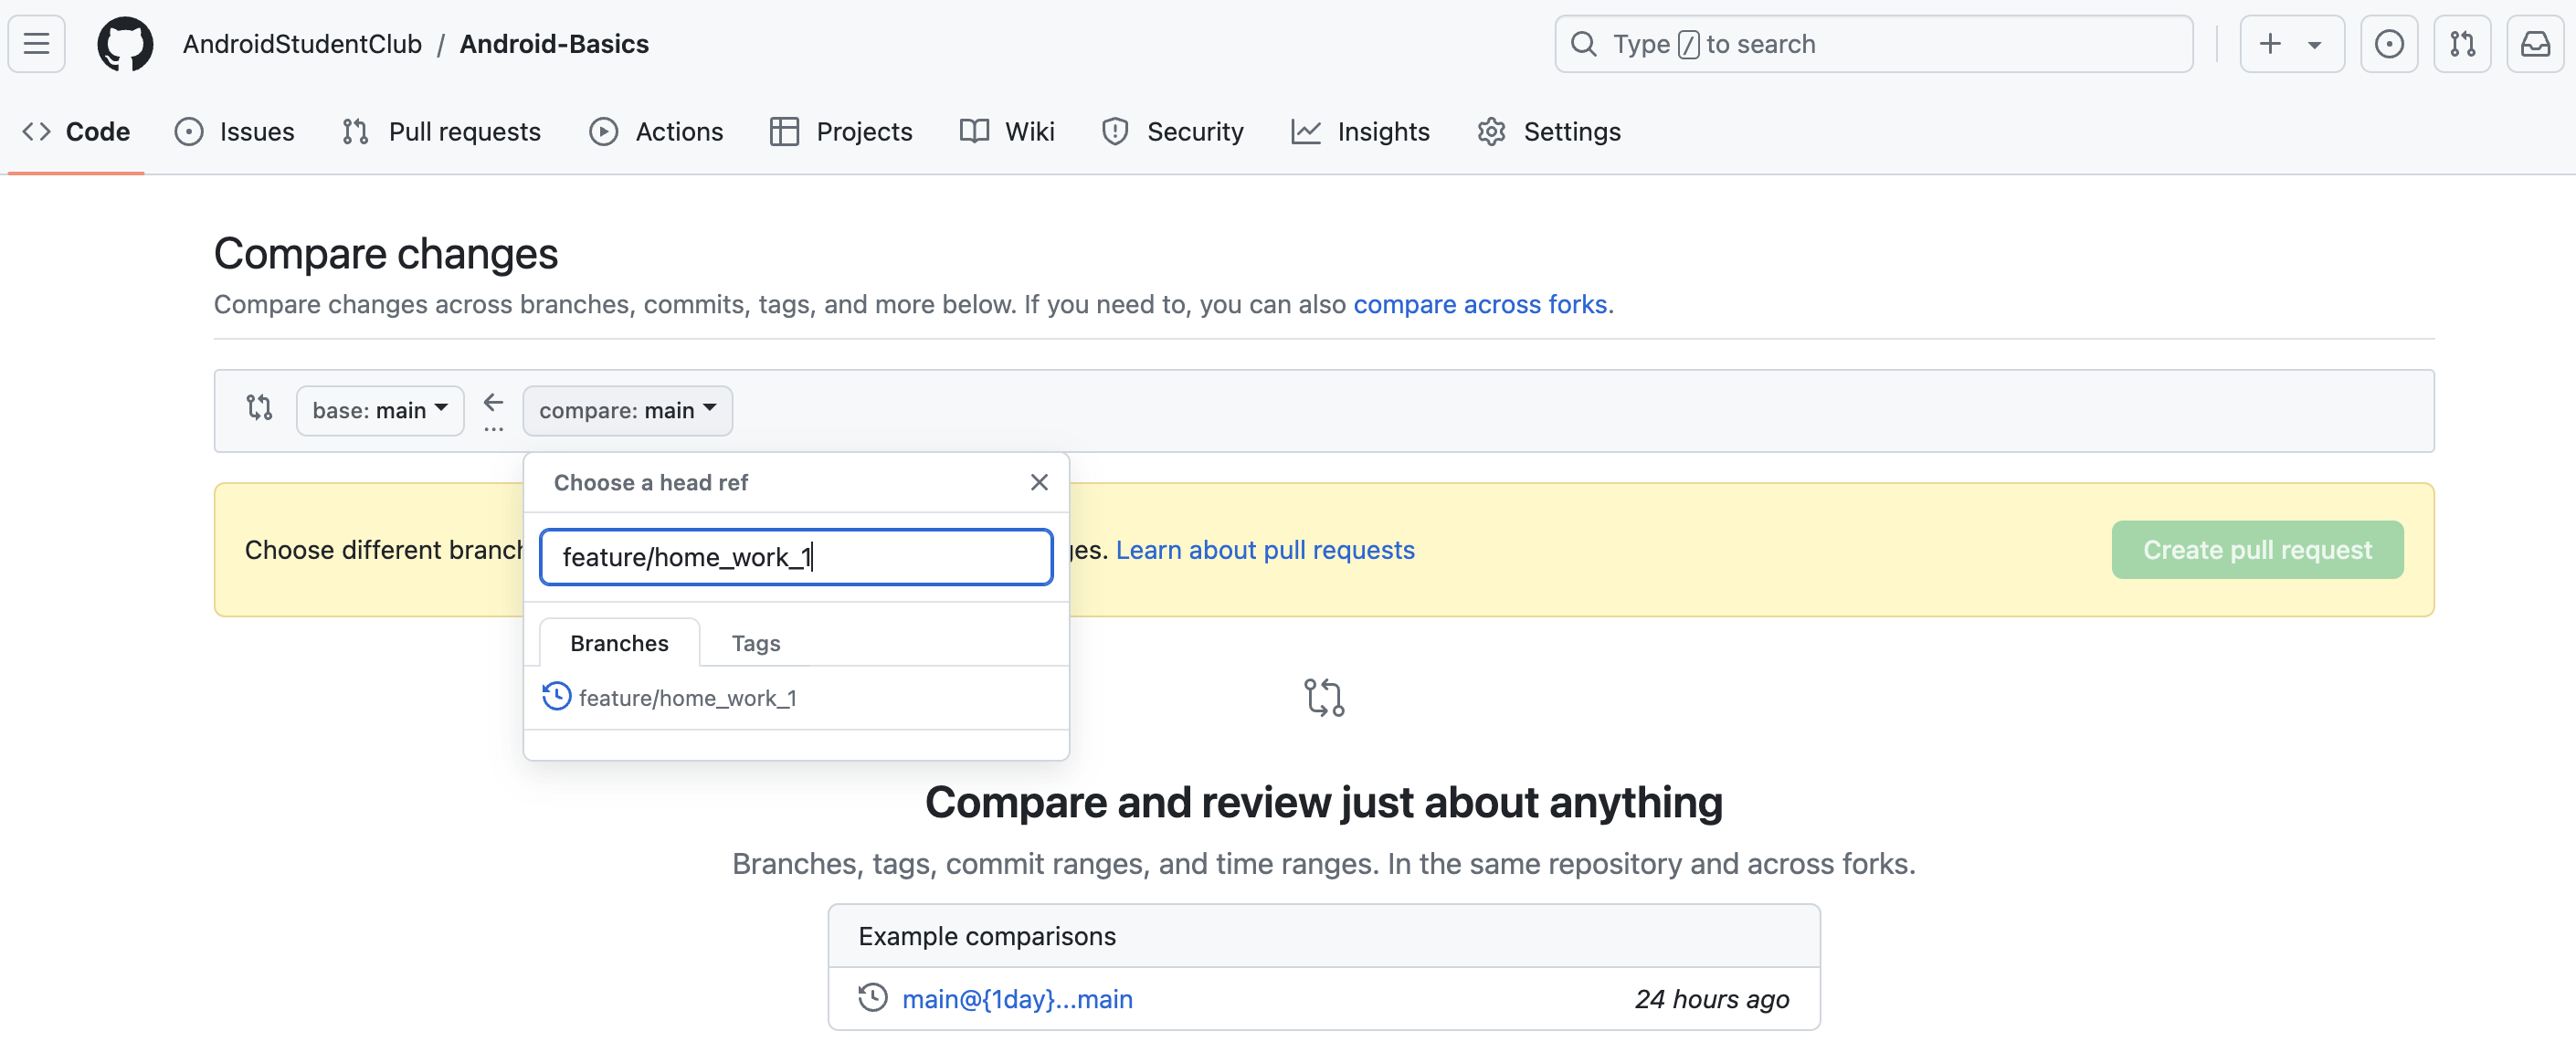 AndroidStudentClub / Android-Basics
Type / to search
Code Issues Pull requests Actions Projects Wiki Security Insights Settings
Compare changes
Compare changes across branches, commits, tags, and more below. If you need to, you can also compare across forks.
base: main
compare: main
Choose a head ref
feature/home_work_1
Branches Tags
feature/home_work_1
Choose different
Learn about pull requests
Create pull request
Compare and review just about anything
Branches, tags, commit ranges, and time ranges. In the same repository and across forks.
Example comparisons
main@{1day}...main 24 hours ago